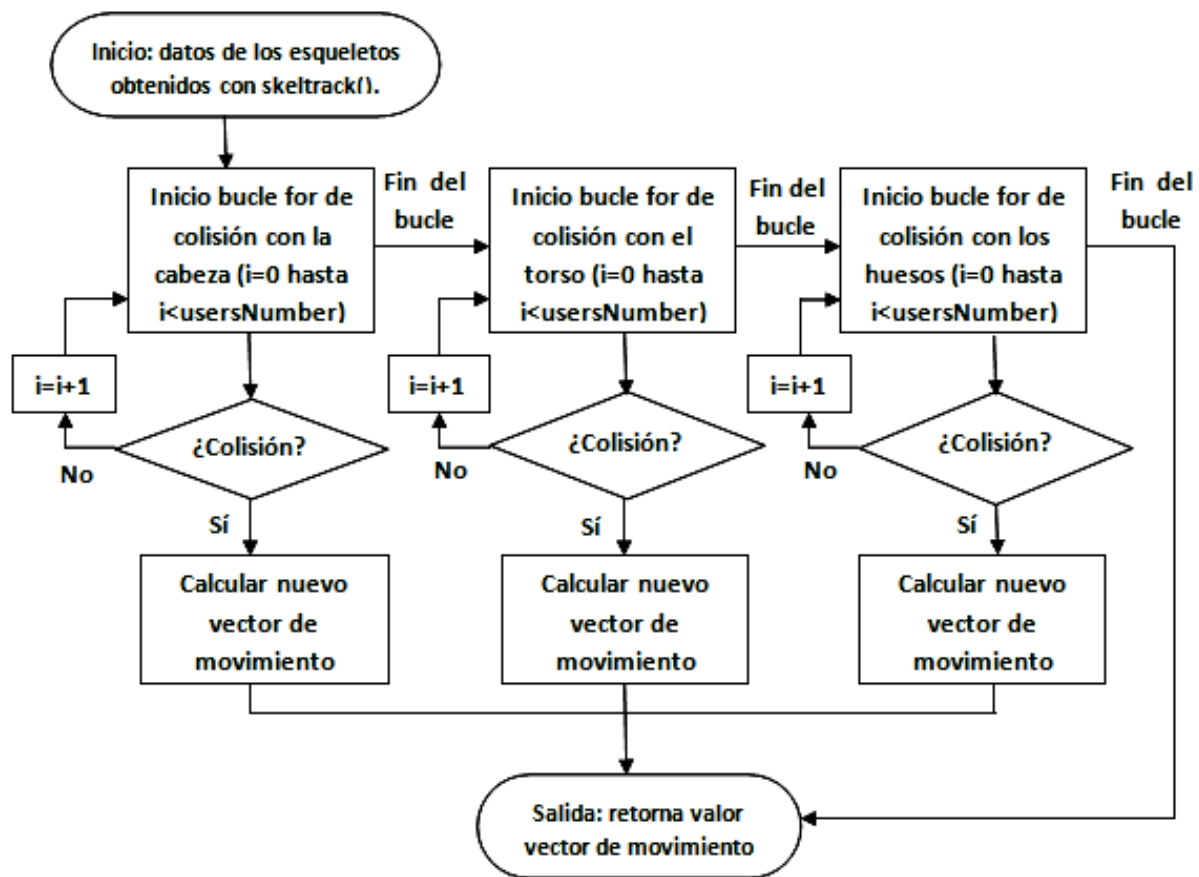 Inicio: datos de los esqueletos
obtenidos con skeltrack().
Inicio bucle for de
colisión con la
cabeza (i=0 hasta
i<usersNumber)
Fin del
bucle
Inicio bucle for de
colisión con el
torso (i=0 hasta
i<usersNumber)
Fin del
bucle
Inicio bucle for de
colisión con los
huesos (i=0 hasta
i<usersNumber)
Fin del
bucle
i=i+1
i=i+1
i=i+1
¿Colisión?
¿Colisión?
¿Colisión?
No
No
No
Sí
Sí
Sí
Calcular nuevo
vector de
movimiento
Calcular nuevo
vector de
movimiento
Calcular nuevo
vector de
movimiento
Salida: retorna valor
vector de movimiento